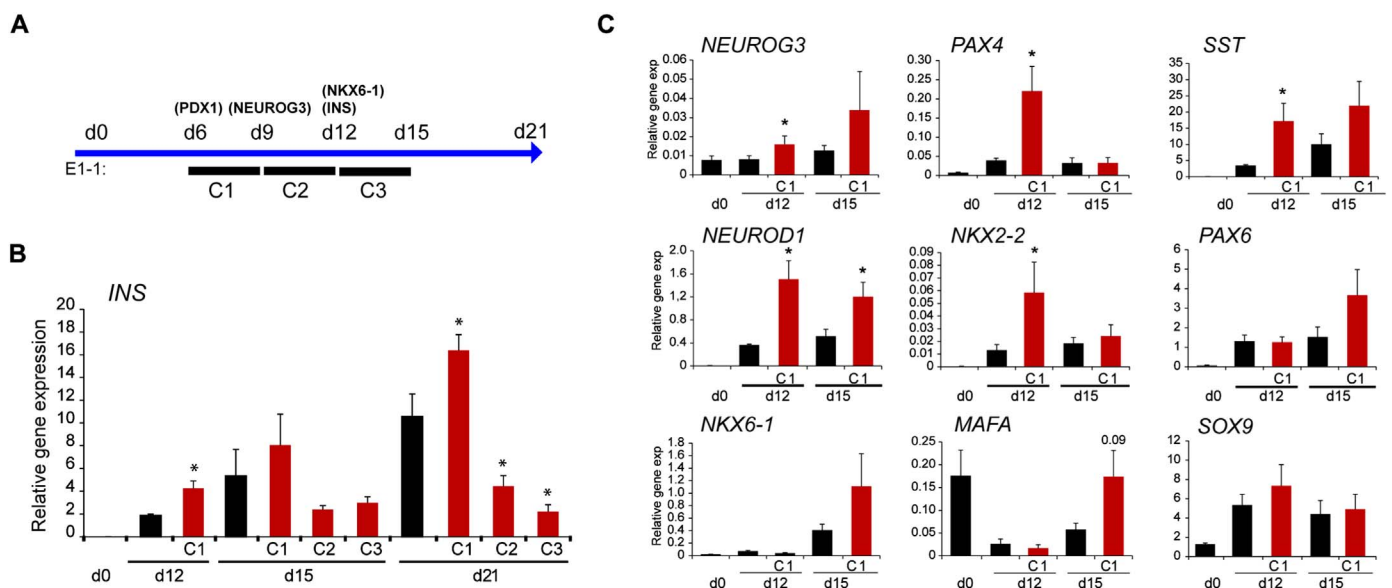 A
(PDX1) (NEUROG3) (NKX6-1)
(INS)
d0 d6 d9 d12 d15 d21
E1-1:
C1 C2 C3
B
INS
Relative gene expression
20
18
16
14
12
10
8
6
4
2
0
* * * *
C1 C1 C2 C3 C1 C2 C3
d0 d12 d15 d21
C
NEUROG3
Relative gene exp
0.06
0.05
0.04
0.03
0.02
0.01
0
*
C1 C1
d0 d12 d15
PAX4
0.30
0.25
0.20
0.15
0.10
0.05
0
*
C1 C1
d0 d12 d15
SST
35
30
25
20
15
10
5
0
*
C1 C1
d0 d12 d15
NEUROD1
Relative gene exp
2.0
1.6
1.2
0.8
0.4
0
* *
C1 C1
d0 d12 d15
NKX2-2
0.09
0.08
0.07
0.06
0.05
0.04
0.03
0.02
0.01
0
*
C1 C1
d0 d12 d15
PAX6
6
5
4
3
2
1
0
C1 C1
d0 d12 d15
NKX6-1
Relative gene exp
1.8
1.6
1.4
1.2
1.0
0.8
0.6
0.4
0.2
0
C1 C1
d0 d12 d15
MAFA
0.25
0.20
0.15
0.10
0.05
0
0.09
C1 C1
d0 d12 d15
SOX9
12
10
8
6
4
2
0
C1 C1
d0 d12 d15